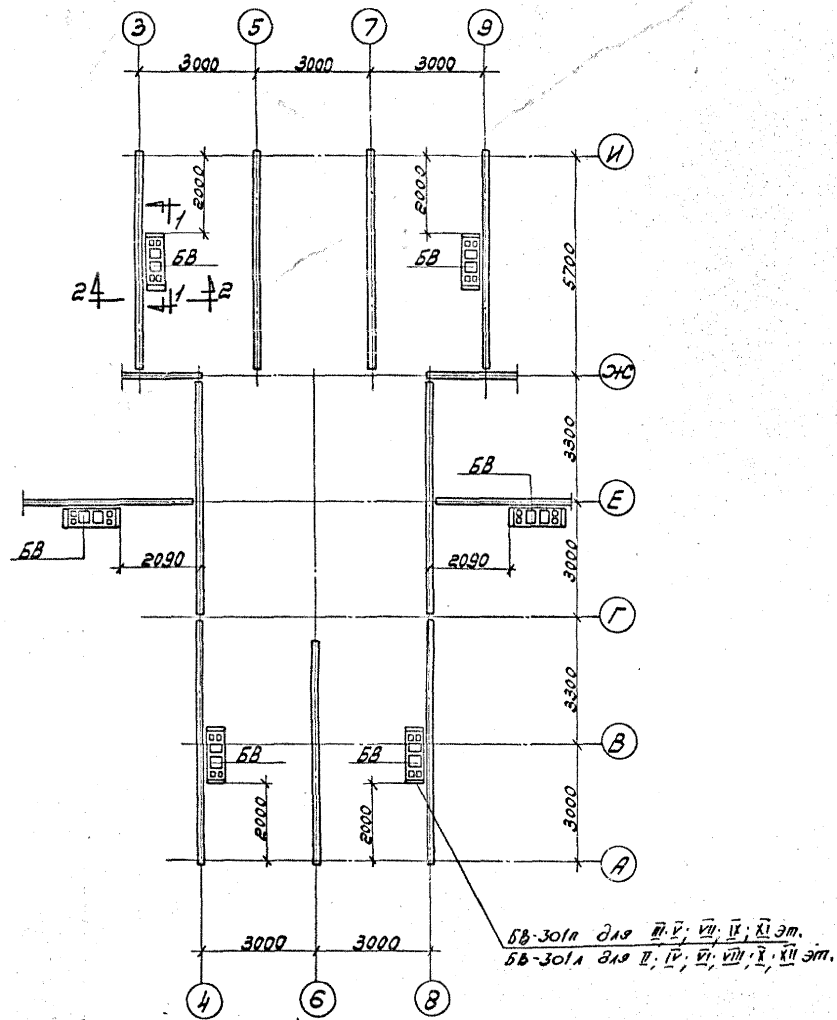 3 5 7 9
3000 3000 3000
И
2000 2000
1
БВ БВ
5700
2 1 2
Ж
3300
БВ
Е
БВ
2090 2090
3000
Г
3300
В
БВ БВ
2000 2000
3000
А
БВ-301п для III; V; VII; IX; XI эт.
БВ-301л для II; IV; VI; VIII; X; XII эт.
3000 3000
4 6 8